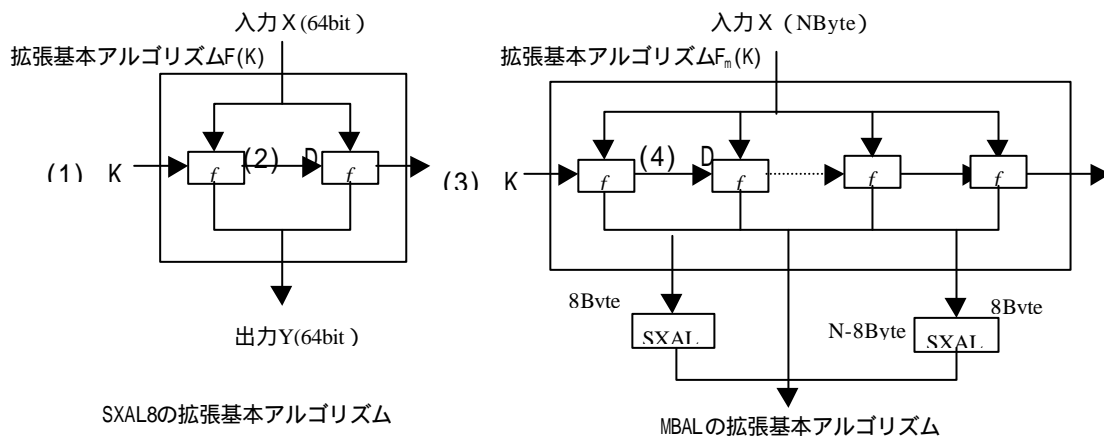 入力X(64bit)
拡張基本アルゴリズムF(K)
(1) K
f
(2) D
f
出力Y(64bit)
SXAL8の拡張基本アルゴリズム
入力X (NByte)
拡張基本アルゴリズムFm(K)
(3) K
f
(4) D
f
f
f
8Byte
SXAL
N-8Byte
8Byte
SXAL
MBALの拡張基本アルゴリズム